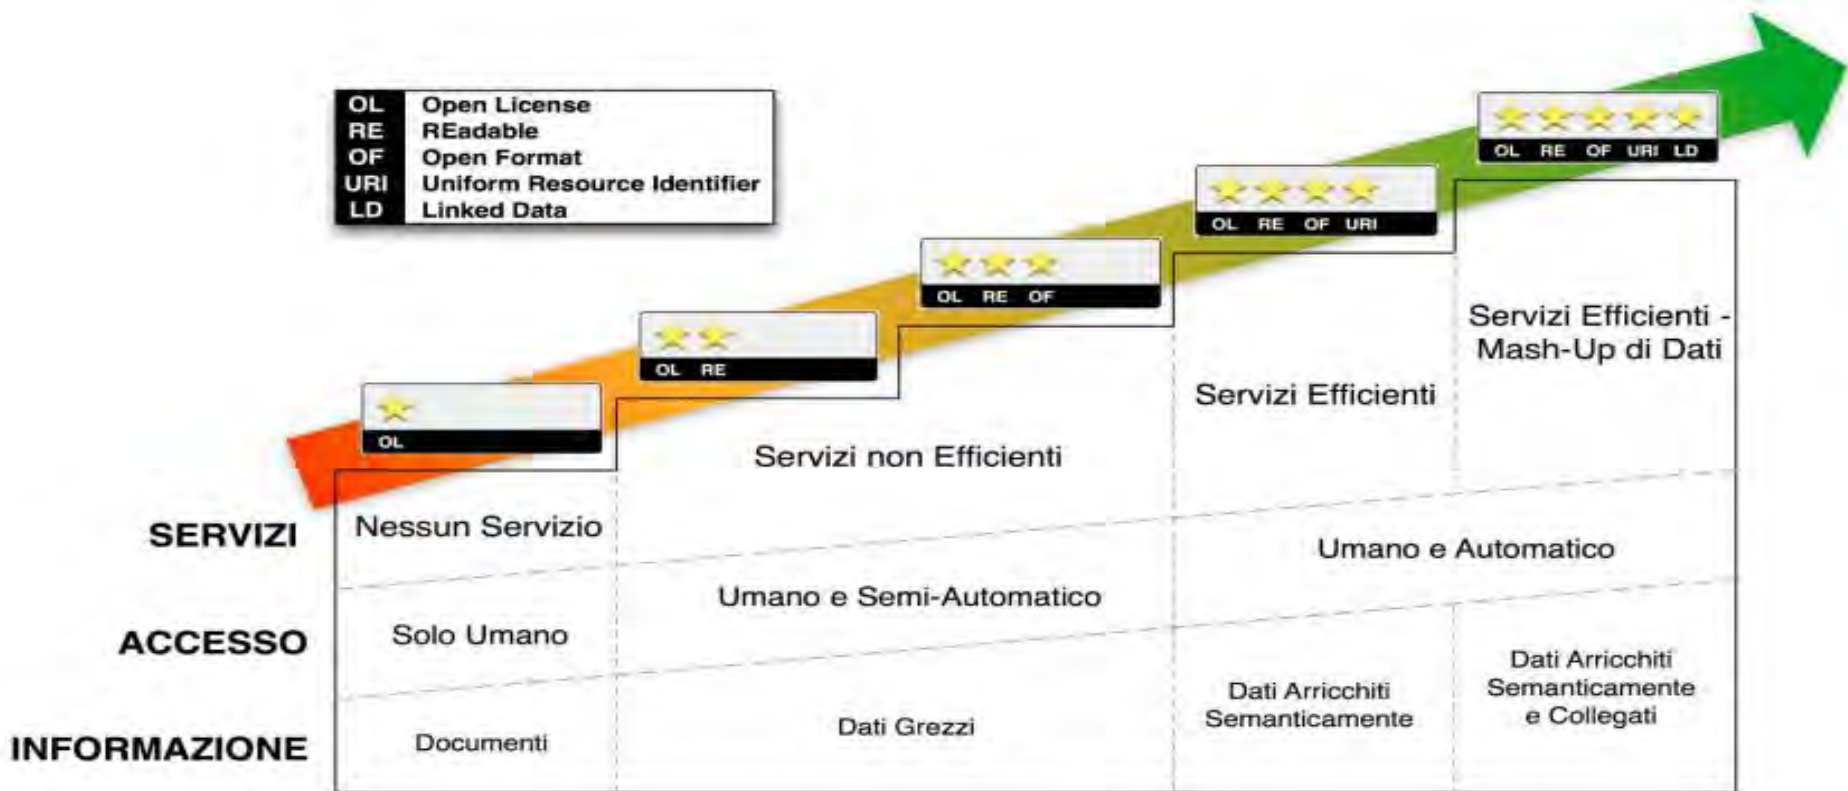 OL Open License
RE REadable
OF Open Format
URI Uniform Resource Identifier
LD Linked Data
OL RE OF URI LD
OL RE OF URI
OL RE OF
OL RE
OL
SERVIZI
Nessun Servizio
Servizi non Efficienti
Servizi Efficienti
Servizi Efficienti -
Mash-Up di Dati
ACCESSO
Solo Umano
Umano e Semi-Automatico
Umano e Automatico
INFORMAZIONE
Documenti
Dati Grezzi
Dati Arricchiti
Semanticamente
Dati Arricchiti
Semanticamente
e Collegati